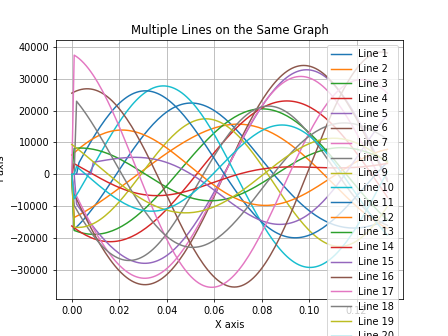 Multiple Lines on the Same Graph
40000
30000
20000
10000
0
−10000
−20000
−30000
0.00
0.02
0.04
0.06
0.08
0.10
X axis
Line 1
Line 2
Line 3
Line 4
Line 5
Line 6
Line 7
Line 8
Line 9
Line 10
Line 11
Line 12
Line 13
Line 14
Line 15
Line 16
Line 17
Line 18
Line 19
Line 20